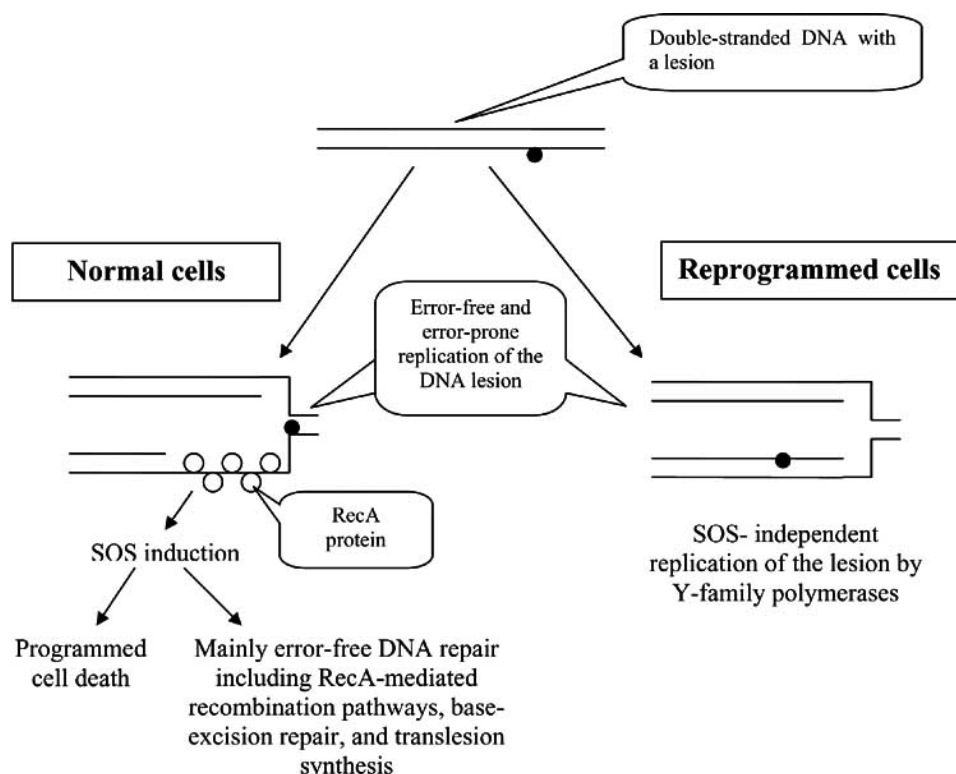 Double-stranded DNA with
a lesion
Normal cells
Reprogrammed cells
Error-free and
error-prone
replication of the
DNA lesion
RecA
protein
SOS induction
SOS- independent
replication of the lesion by
Y-family polymerases
Programmed
cell death
Mainly error-free DNA repair
including RecA-mediated
recombination pathways, base-
excision repair, and translesion
synthesis